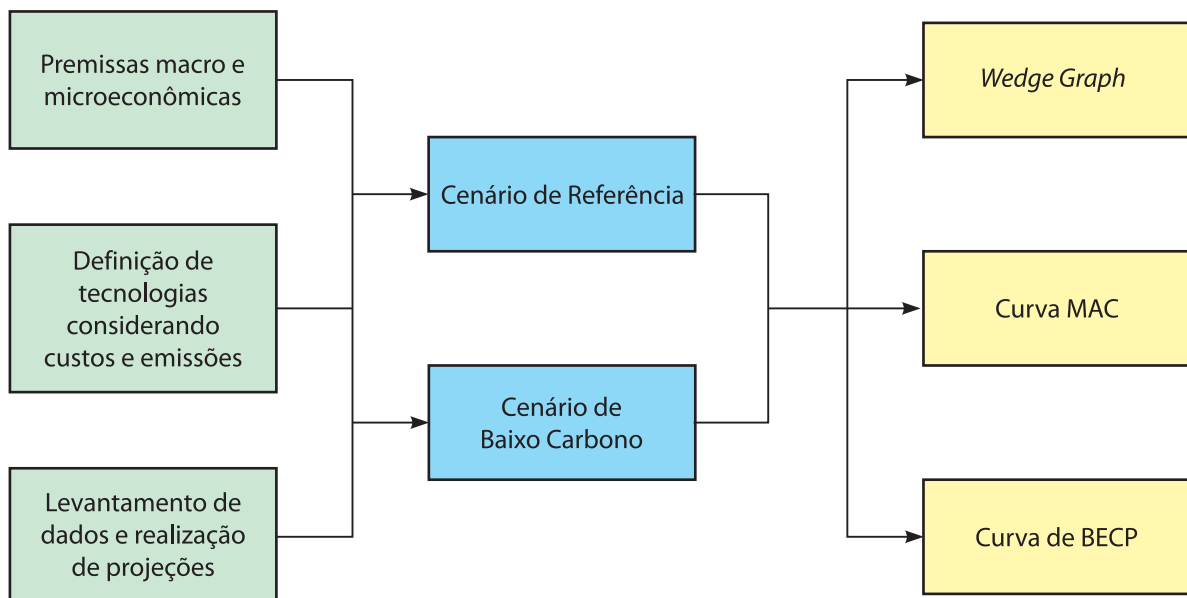 Premissas macro e
microeconômicas
Definição de
tecnologias
considerando
custos e emissões
Levantamento de
dados e realização
de projeções
Cenário de Referência
Cenário de
Baixo Carbono
Wedge Graph
Curva MAC
Curva de BECP